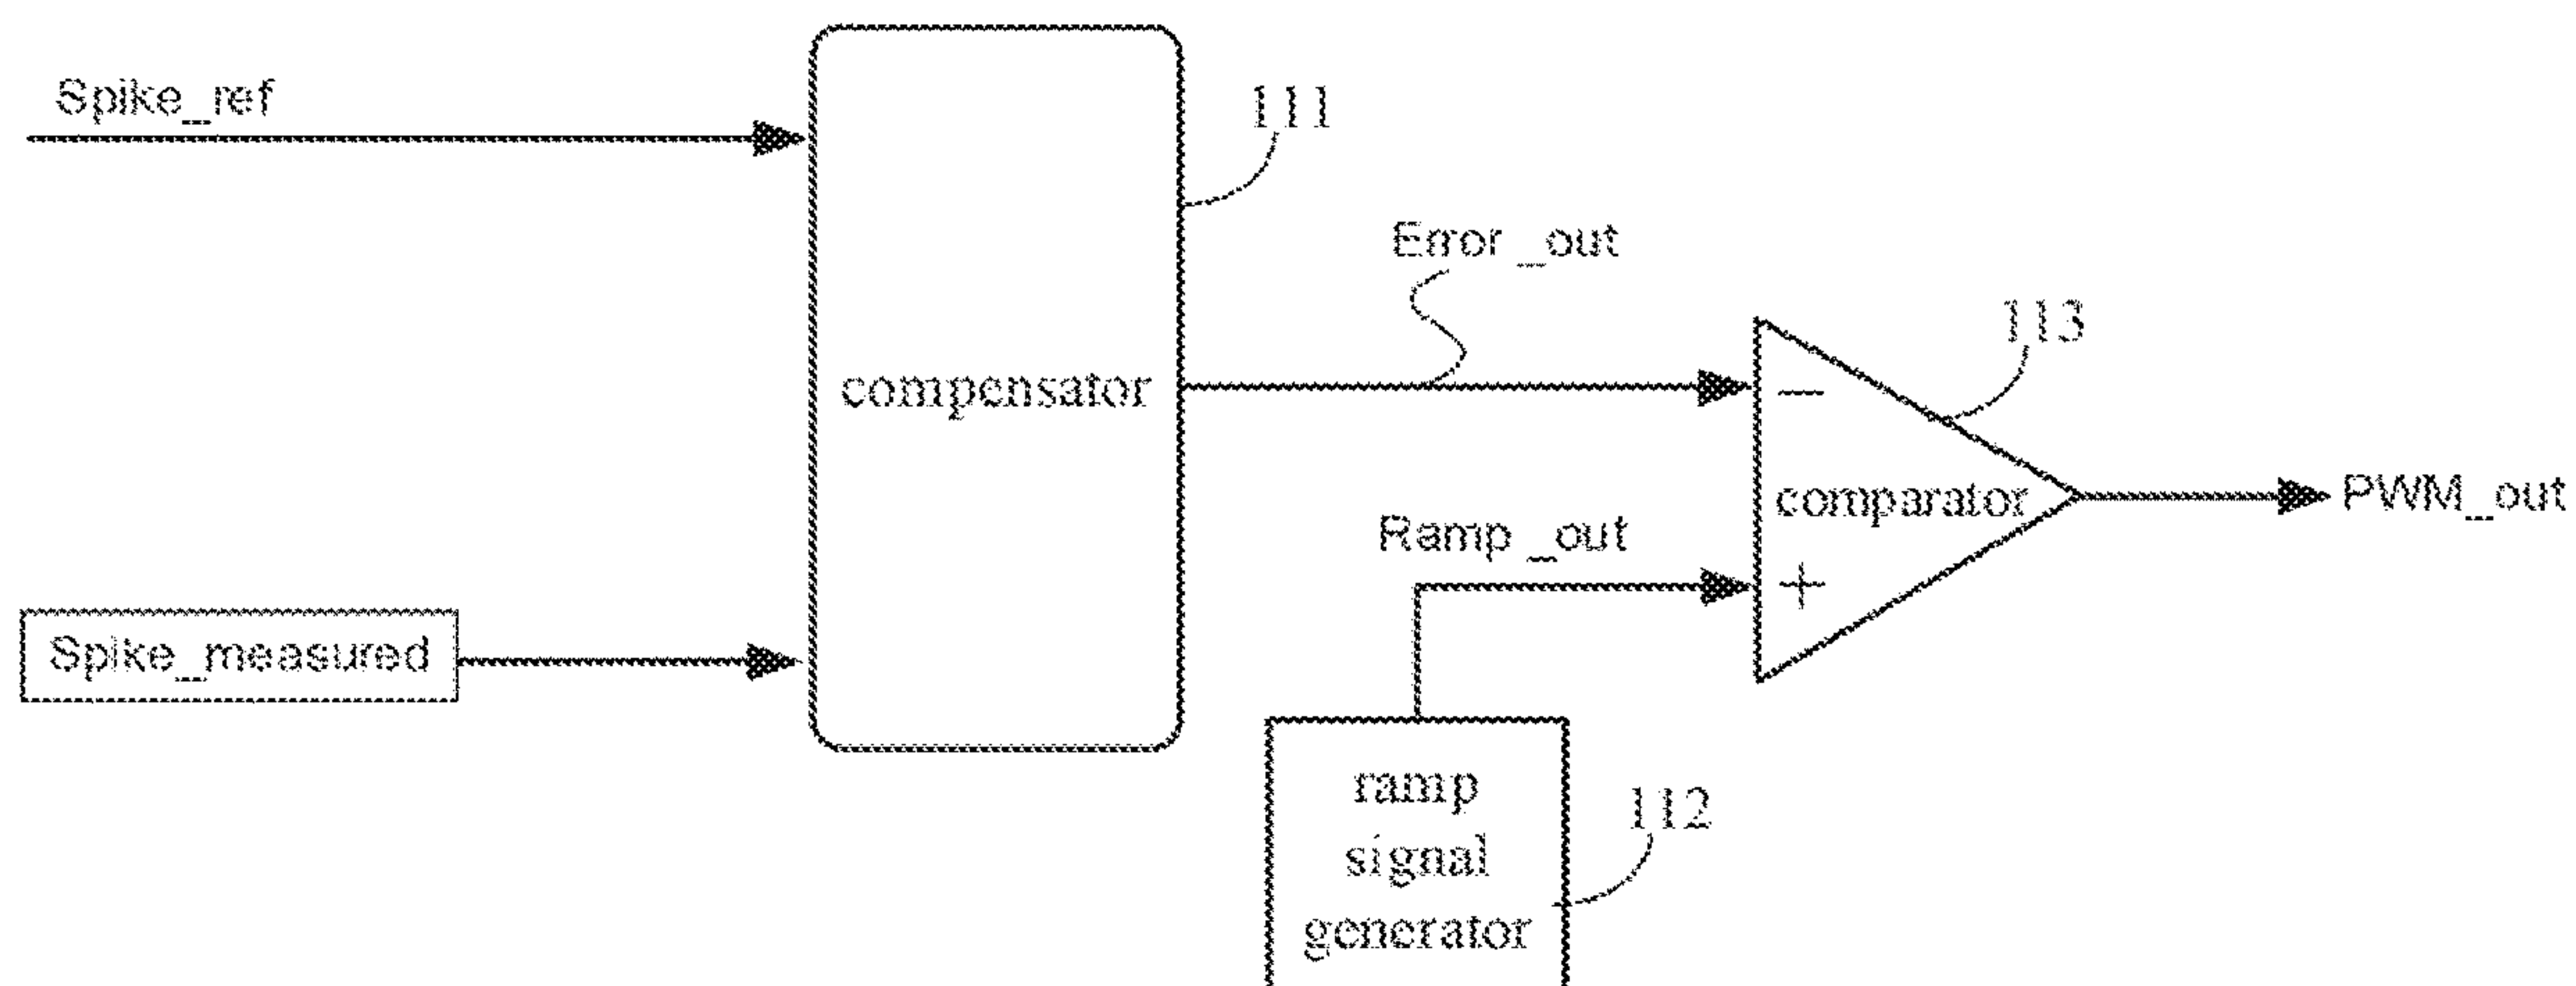 Spike_ref
111
Error _out
113
compensator
comparator
PWM_out
Ramp _out
Spike_measured
ramp
signal
generator
112
−
+